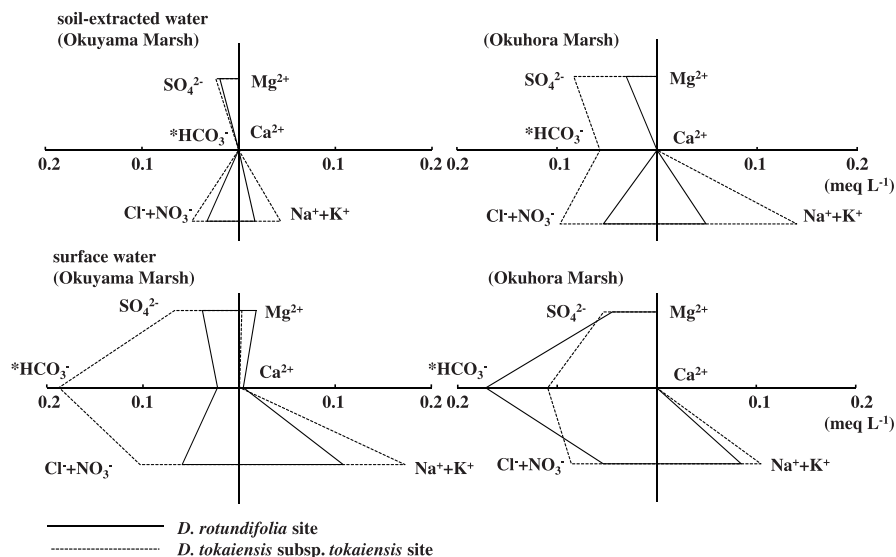 soil-extracted water
(Okuyama Marsh)
(Okuhora Marsh)
SO₄²⁻
Mg²⁺
SO₄²⁻
Mg²⁺
*HCO₃⁻
Ca²⁺
*HCO₃⁻
Ca²⁺
0.2 0.1 0.1 0.2
0.2 0.1 0.1 0.2
(meq L⁻¹)
Cl⁻+NO₃⁻
Na⁺+K⁺
Cl⁻+NO₃⁻
Na⁺+K⁺
surface water
(Okuyama Marsh)
(Okuhora Marsh)
SO₄²⁻
Mg²⁺
SO₄²⁻
Mg²⁺
*HCO₃⁻
Ca²⁺
*HCO₃⁻
Ca²⁺
0.2 0.1 0.1 0.2
0.2 0.1 0.1 0.2
(meq L⁻¹)
Cl⁻+NO₃⁻
Na⁺+K⁺
Cl⁻+NO₃⁻
Na⁺+K⁺
D. rotundifolia site
D. tokaiensis subsp. tokaiensis site